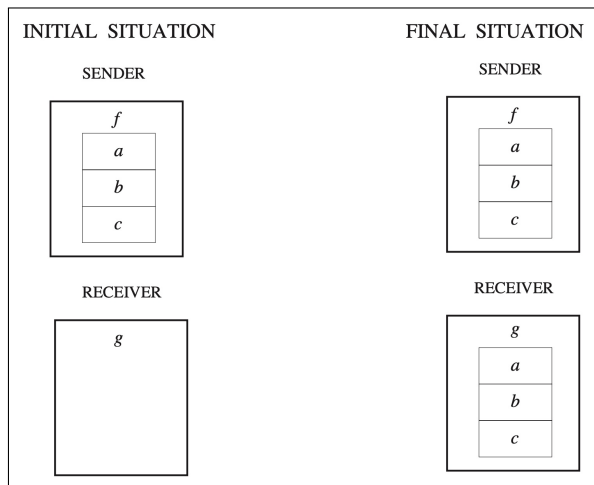 INITIAL SITUATION
SENDER
f
a
b
c
RECEIVER
g
FINAL SITUATION
SENDER
f
a
b
c
RECEIVER
g
a
b
c